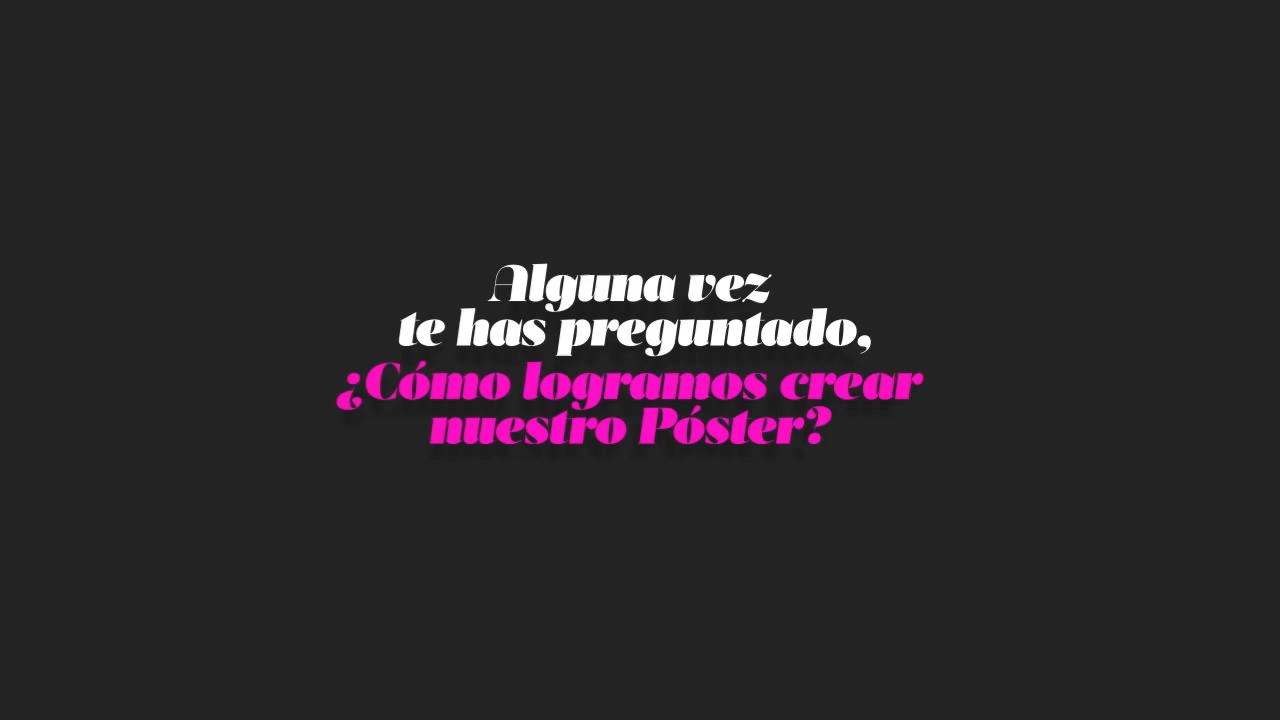 Alguna vez
te has preguntado,
¿Cómo logramos crear
nuestro Póster?